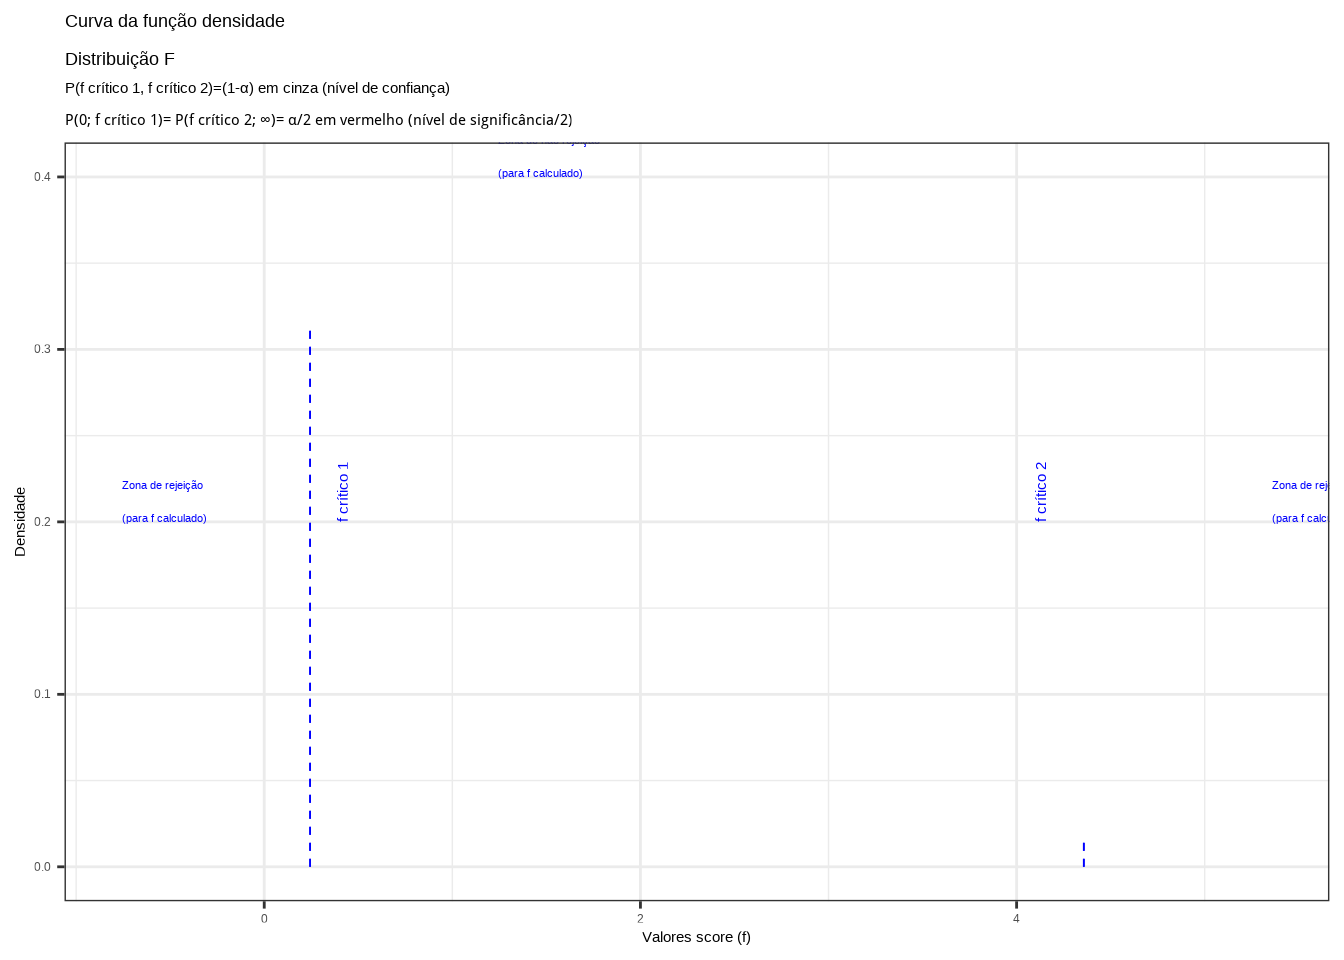 Curva da função densidade
Distribuição F
P(f crítico 1, f crítico 2)=(1-α) em cinza (nível de confiança)
P(0; f crítico 1)= P(f crítico 2; ∞)= α/2 em vermelho (nível de significância/2)
(para f calculado)
0.4
0.3
f crítico 1
f crítico 2
Zona de rejeição
(para f calculado)
Zona de rej
(para f calc
0.2
Densidade
0.1
0.0
0
2
4
Valores score (f)